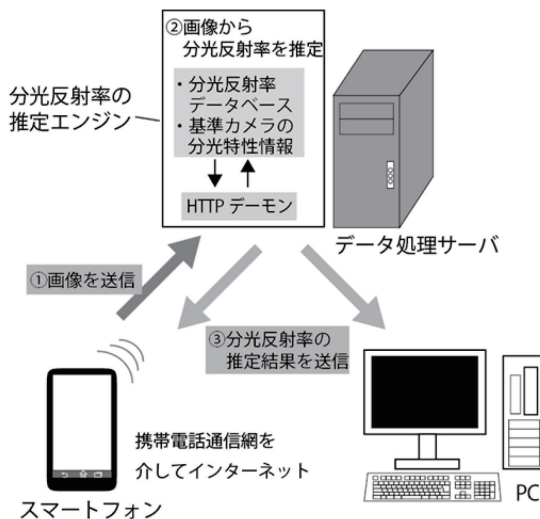 ②画像から
分光反射率を推定
・分光反射率
データベース
・基準カメラの
分光特性情報
HTTP デーモン
分光反射率の
推定エンジン
データ処理サーバ
①画像を送信
③分光反射率の
推定結果を送信
携帯電話通信網を
介してインターネット
スマートフォン
PC